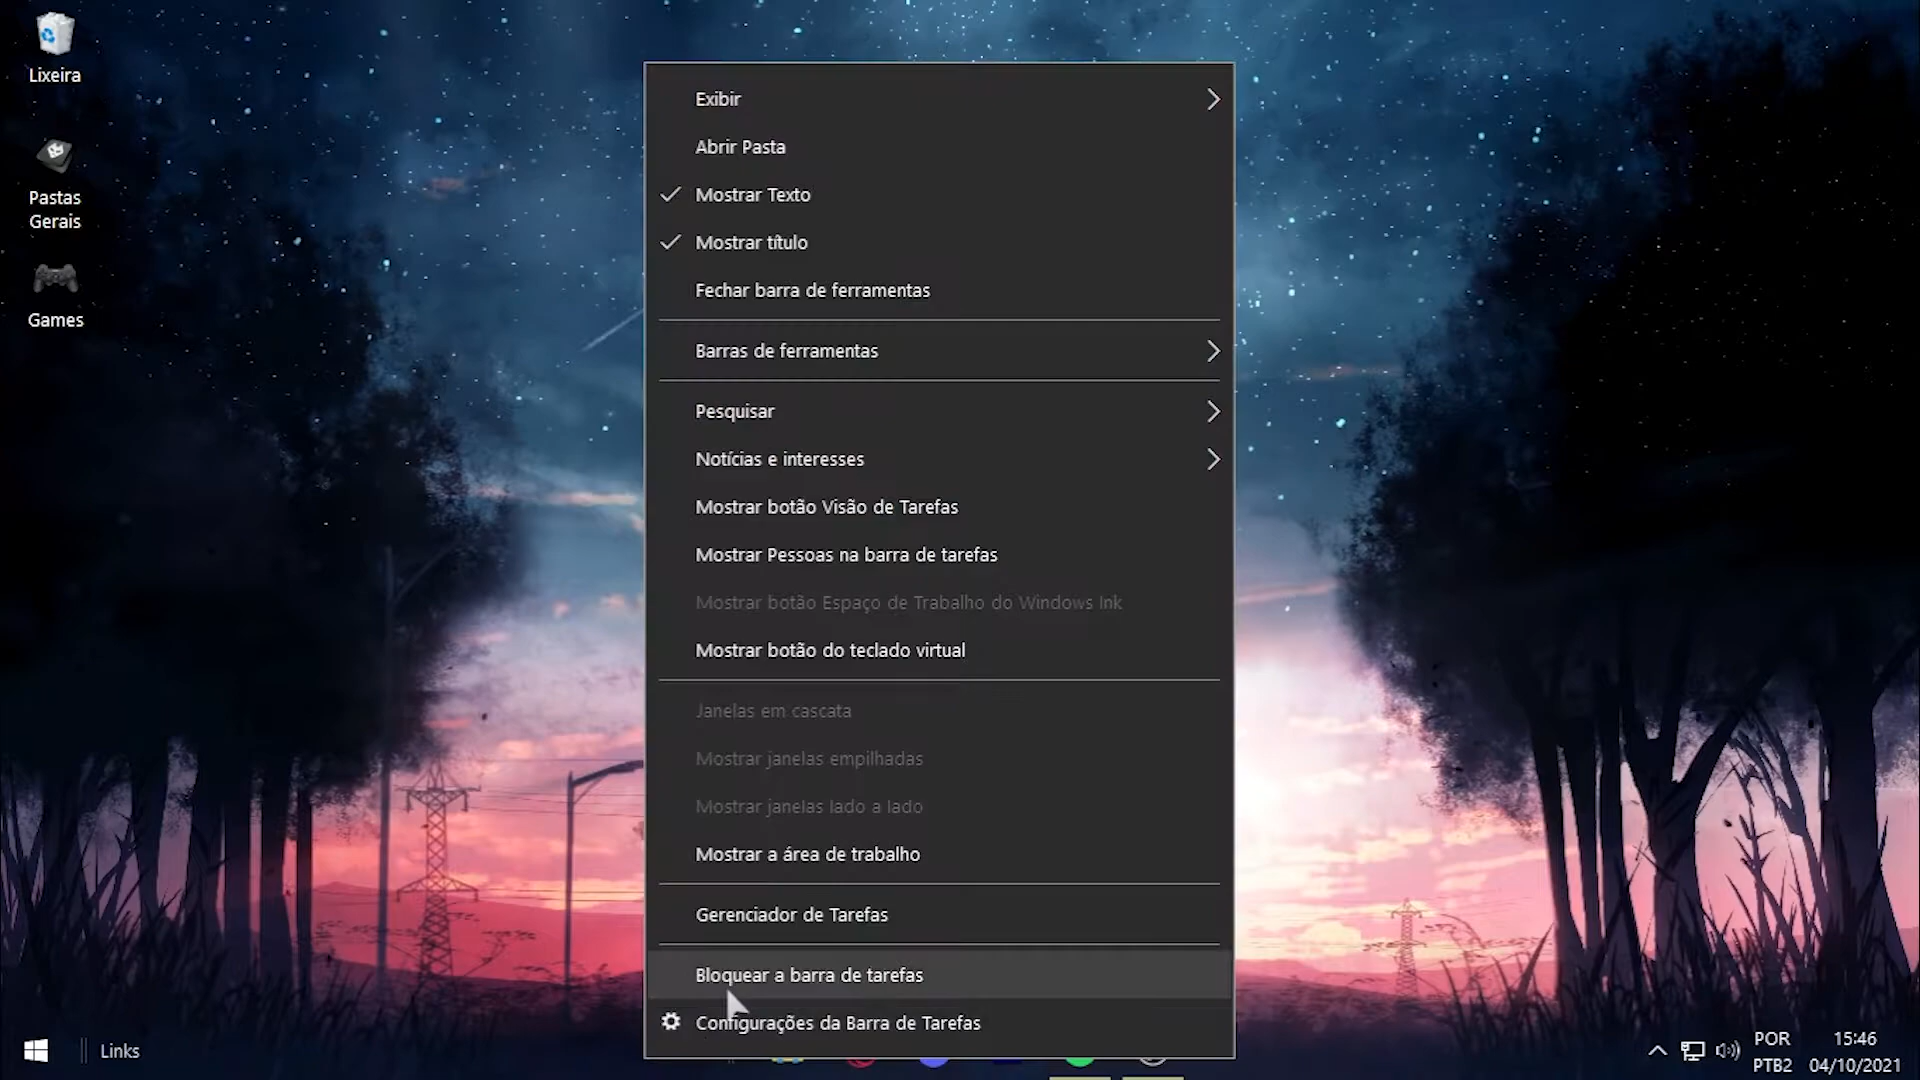 Lixeira
Pastas
Gerais
Games
Exibir
Abrir Pasta
Mostrar Texto
Mostrar título
Fechar barra de ferramentas
Barras de ferramentas
Pesquisar
Notícias e interesses
Mostrar botão Visão de Tarefas
Mostrar Pessoas na barra de tarefas
Mostrar botão Espaço de Trabalho do Windows Ink
Mostrar botão do teclado virtual
Janelas em cascata
Mostrar janelas empilhadas
Mostrar janelas lado a lado
Mostrar a área de trabalho
Gerenciador de Tarefas
Bloquear a barra de tarefas
Configurações da Barra de Tarefas
Links
POR
PTB2
15:46
04/10/2021